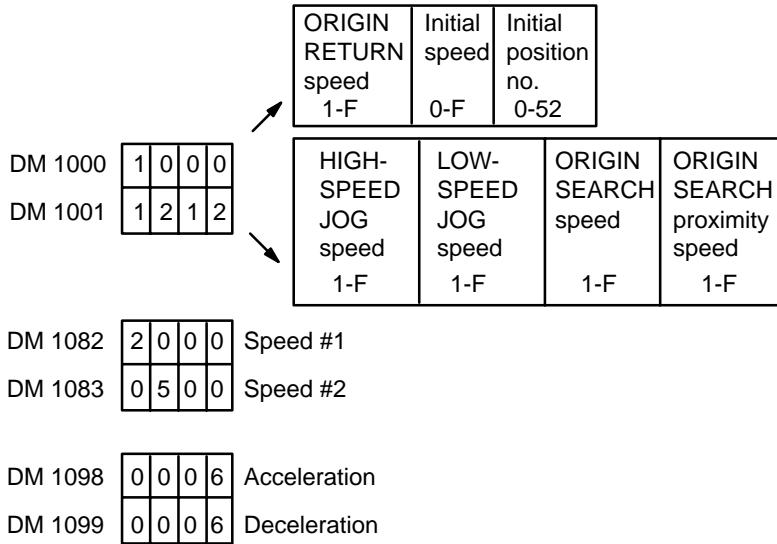 ORIGIN RETURN speed 1-F
Initial speed 0-F
Initial position no. 0-52
DM 1000 1 0 0 0
DM 1001 1 2 1 2
HIGH-SPEED JOG speed 1-F
LOW-SPEED JOG speed 1-F
ORIGIN SEARCH speed 1-F
ORIGIN SEARCH proximity speed 1-F
DM 1082 2 0 0 0 Speed #1
DM 1083 0 5 0 0 Speed #2
DM 1098 0 0 0 6 Acceleration
DM 1099 0 0 0 6 Deceleration